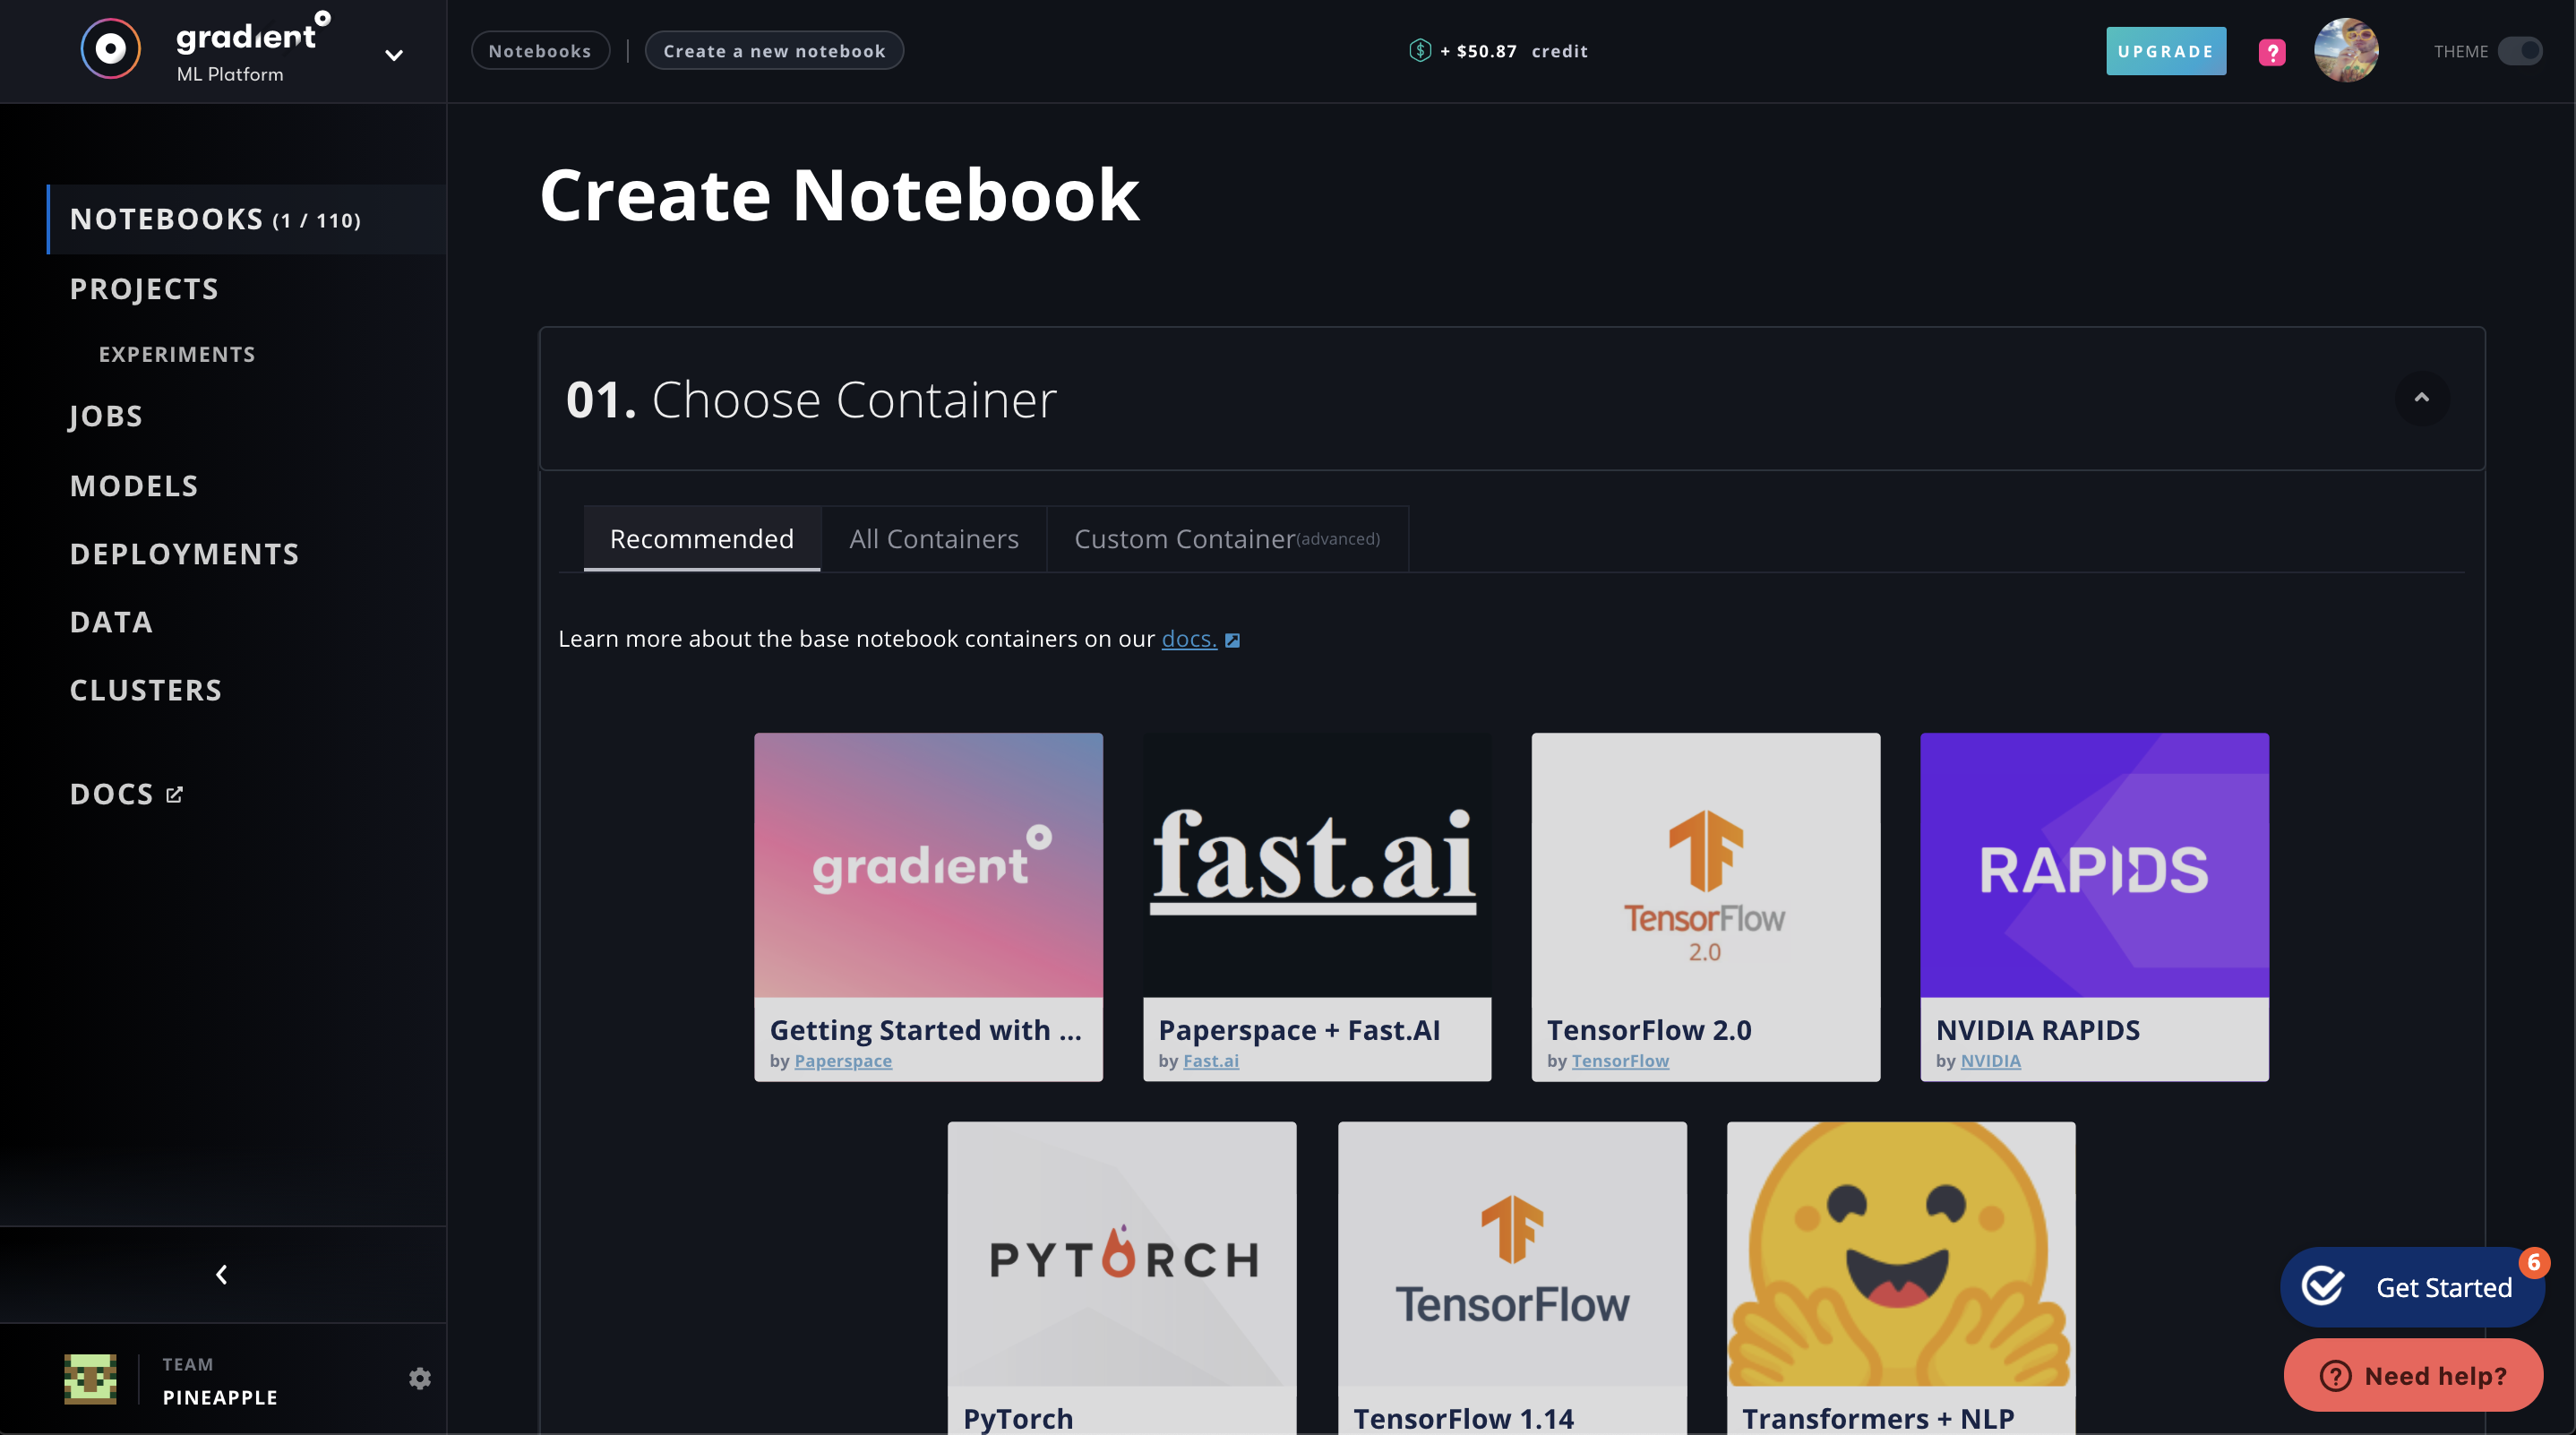 gradient
ML Platform
Notebooks | Create a new notebook
$ + $50.87 credit
UPGRADE
?
THEME
NOTEBOOKS (1 / 110)
PROJECTS
EXPERIMENTS
JOBS
MODELS
DEPLOYMENTS
DATA
CLUSTERS
DOCS
TEAM
PINEAPPLE
Create Notebook
01. Choose Container
Recommended
All Containers
Custom Container(advanced)
Learn more about the base notebook containers on our docs.
gradient
Getting Started with ...
by Paperspace
fast.ai
Paperspace + Fast.AI
by Fast.ai
TensorFlow
2.0
TensorFlow 2.0
by TensorFlow
RAPIDS
NVIDIA RAPIDS
by NVIDIA
PYTORCH
PyTorch
TensorFlow
TensorFlow 1.14
Transformers + NLP
6
Get Started
? Need help?